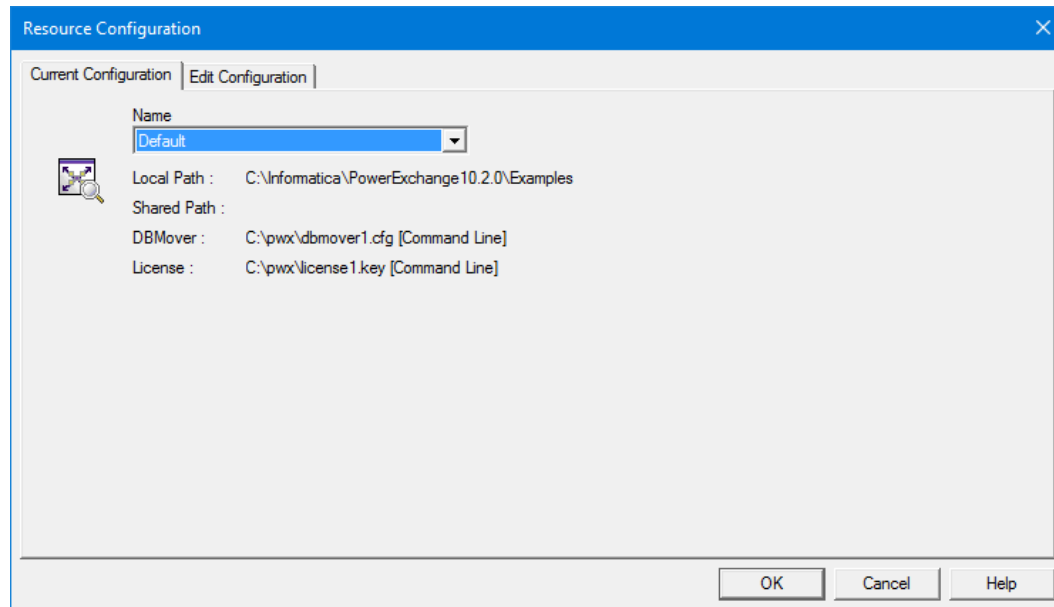 Resource Configuration
Current Configuration Edit Configuration
Name
Default
Local Path : C:\Informatica\PowerExchange10.2.0\Examples
Shared Path :
DBMover : C:\pwx\dbmover1.cfg [Command Line]
License : C:\pwx\license1.key [Command Line]
OK Cancel Help